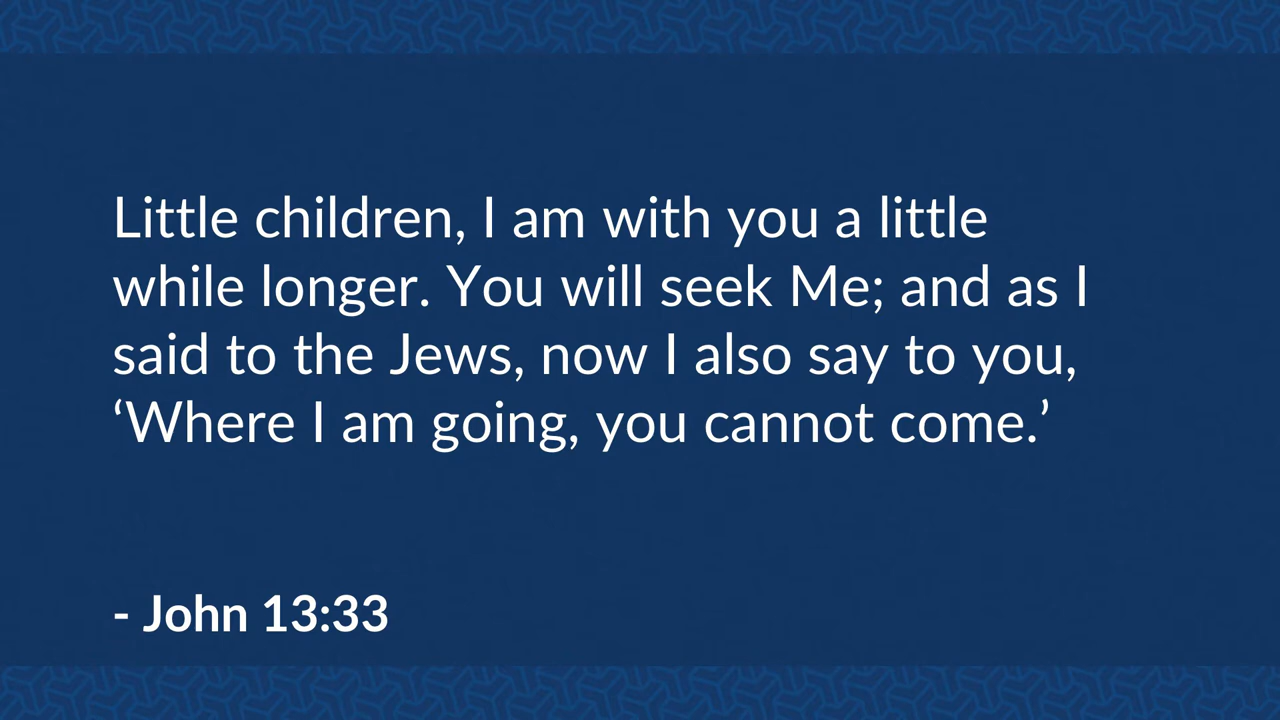 Little children, I am with you a little
while longer. You will seek Me; and as I
said to the Jews, now I also say to you,
‘Where I am going, you cannot come.’
- John 13:33